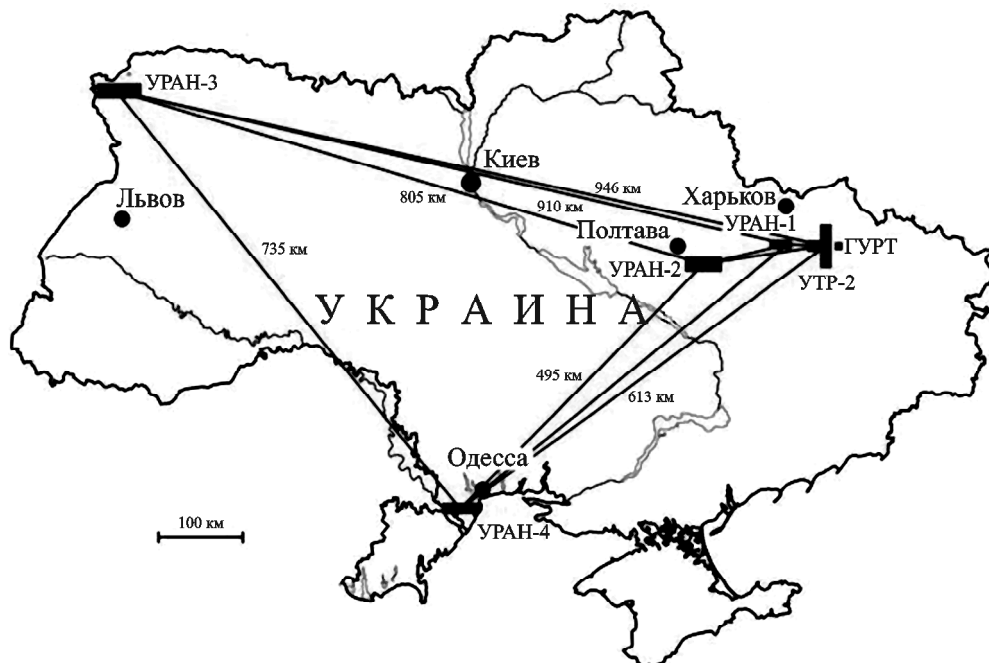 УРАН-3
Киев
946 км
Харьков
805 км
910 км
Львов
УРАН-1
Полтава
ГУРТ
735 км
УРАН-2
УТР-2
УКРАИНА
495 км
613 км
Одесса
100 км
УРАН-4